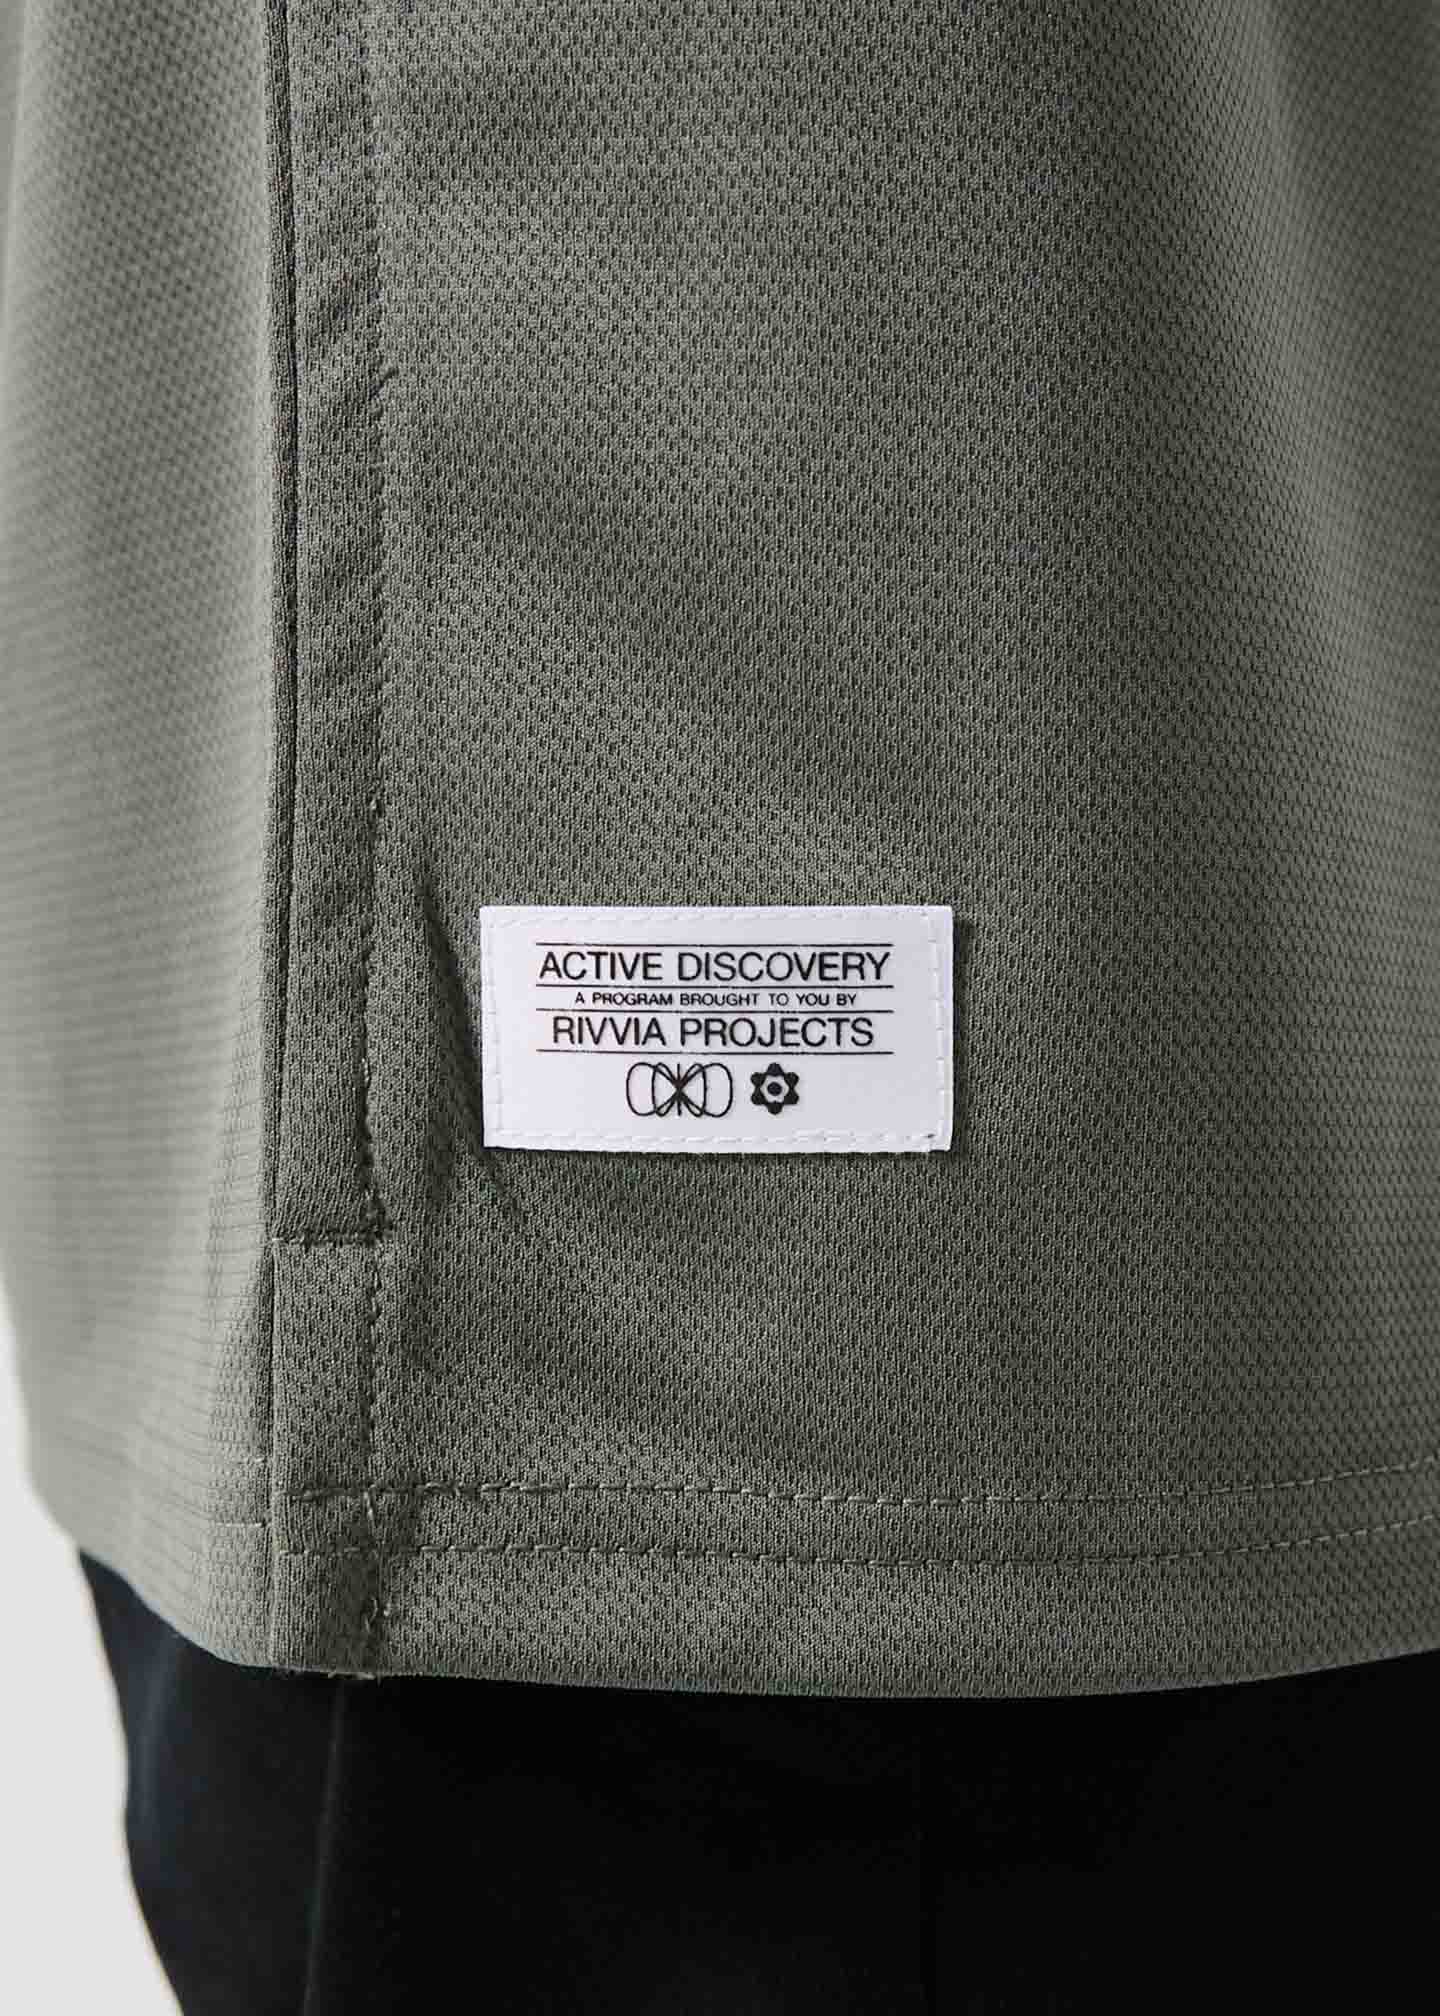 ACTIVE DISCOVERY
A PROGRAM BROUGHT TO YOU BY
RIVVIA PROJECTS